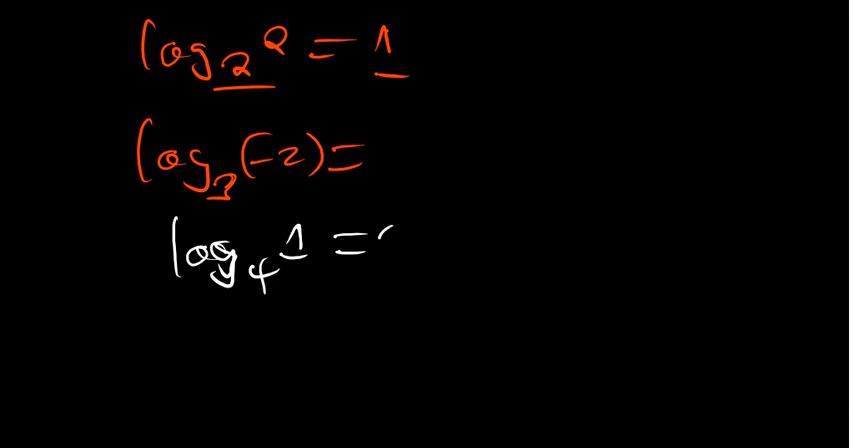 log₂2 = 1
log₃(-2) =
log₄1 =